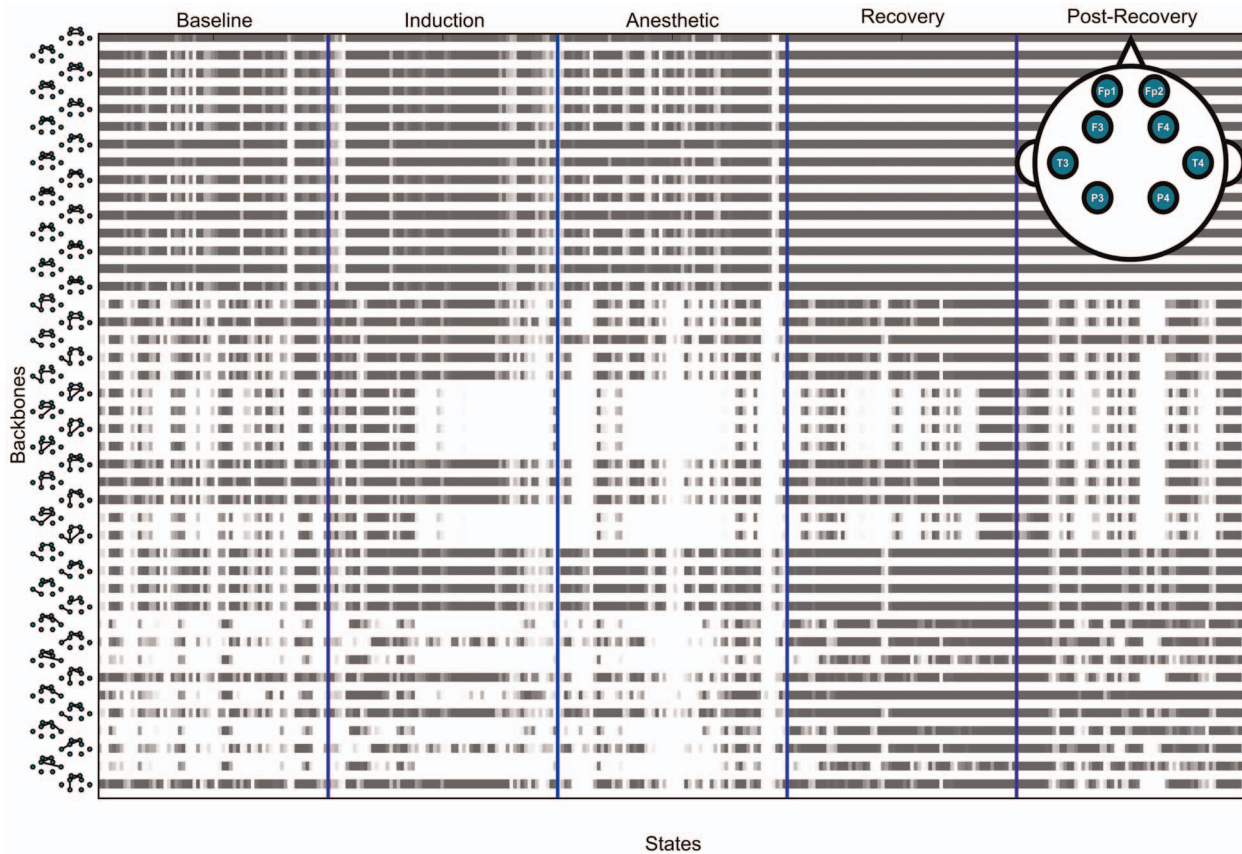 Baseline Induction Anesthetic Recovery Post-Recovery
Fp1 Fp2
F3 F4
T3 T4
P3 P4
Backbones
States